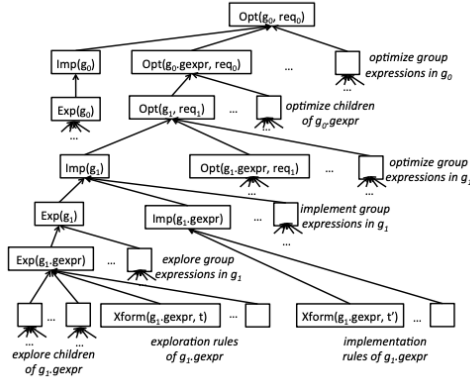 Opt(g0, req0)
Imp(g0)
Opt(g0.gexpr, req0)
...
optimize group
expressions in g0
Exp(g0)
...
Opt(g1, req1)
...
optimize children
of g0.gexpr
...
...
Imp(g1)
Opt(g1.gexpr, req1)
...
optimize group
expressions in g1
...
...
Exp(g1)
Imp(g1.gexpr)
...
implement group
expressions in g1
...
Exp(g1.gexpr)
...
explore group
expressions in g1
...
...
Xform(g1.gexpr, t)
...
Xform(g1.gexpr, t’)
...
...
...
explore children
of g1.gexpr
exploration rules
of g1.gexpr
implementation
rules of g1.gexpr